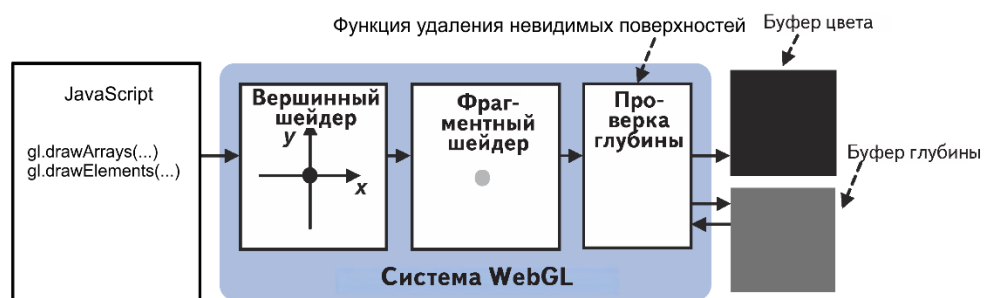 Функция удаления невидимых поверхностей
Буфер цвета
JavaScript
gl.drawArrays(...)
gl.drawElements(...)
Вершинный
шейдер
y
x
Фраг-
ментный
шейдер
Про-
верка
глубины
Буфер глубины
Система WebGL